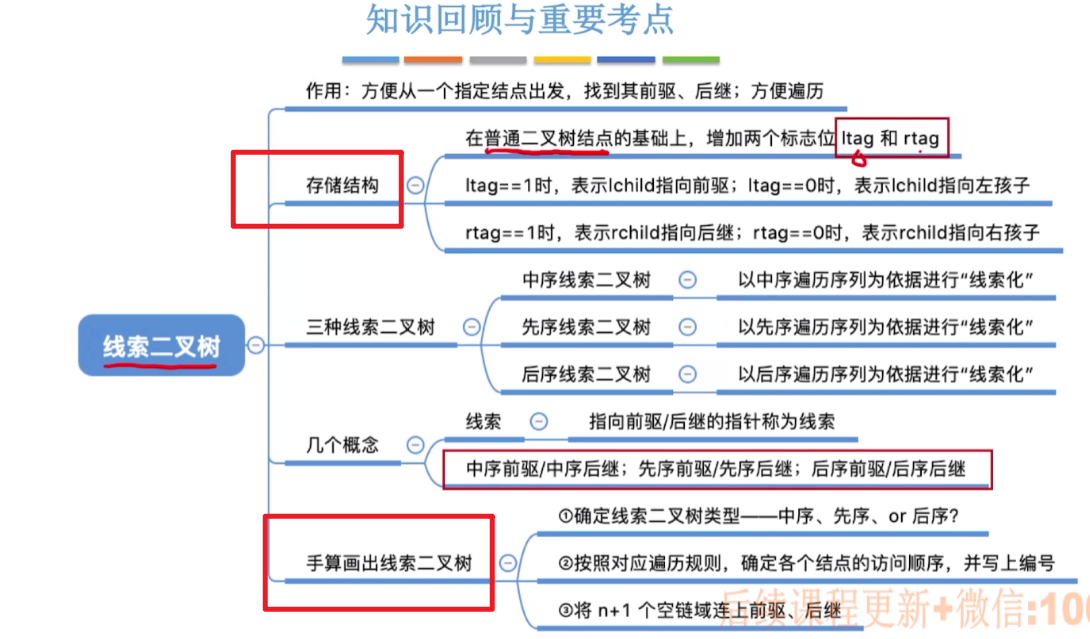 知识回顾与重要考点
作用：方便从一个指定结点出发，找到其前驱、后继；方便遍历
在普通二叉树结点的基础上，增加两个标志位 ltag 和 rtag
存储结构
ltag==1时，表示lchild指向前驱；ltag==0时，表示lchild指向左孩子
rtag==1时，表示rchild指向后继；rtag==0时，表示rchild指向右孩子
中序线索二叉树
以中序遍历序列为依据进行“线索化”
三种线索二叉树
先序线索二叉树
以先序遍历序列为依据进行“线索化”
线索二叉树
后序线索二叉树
以后序遍历序列为依据进行“线索化”
线索
指向前驱/后继的指针称为线索
几个概念
中序前驱/中序后继；先序前驱/先序后继；后序前驱/后序后继
①确定线索二叉树类型——中序、先序、or 后序？
手算画出线索二叉树
②按照对应遍历规则，确定各个结点的访问顺序，并写上编号
③将 n+1 个空链域连上前驱、后继
后续课程更新+微信:100